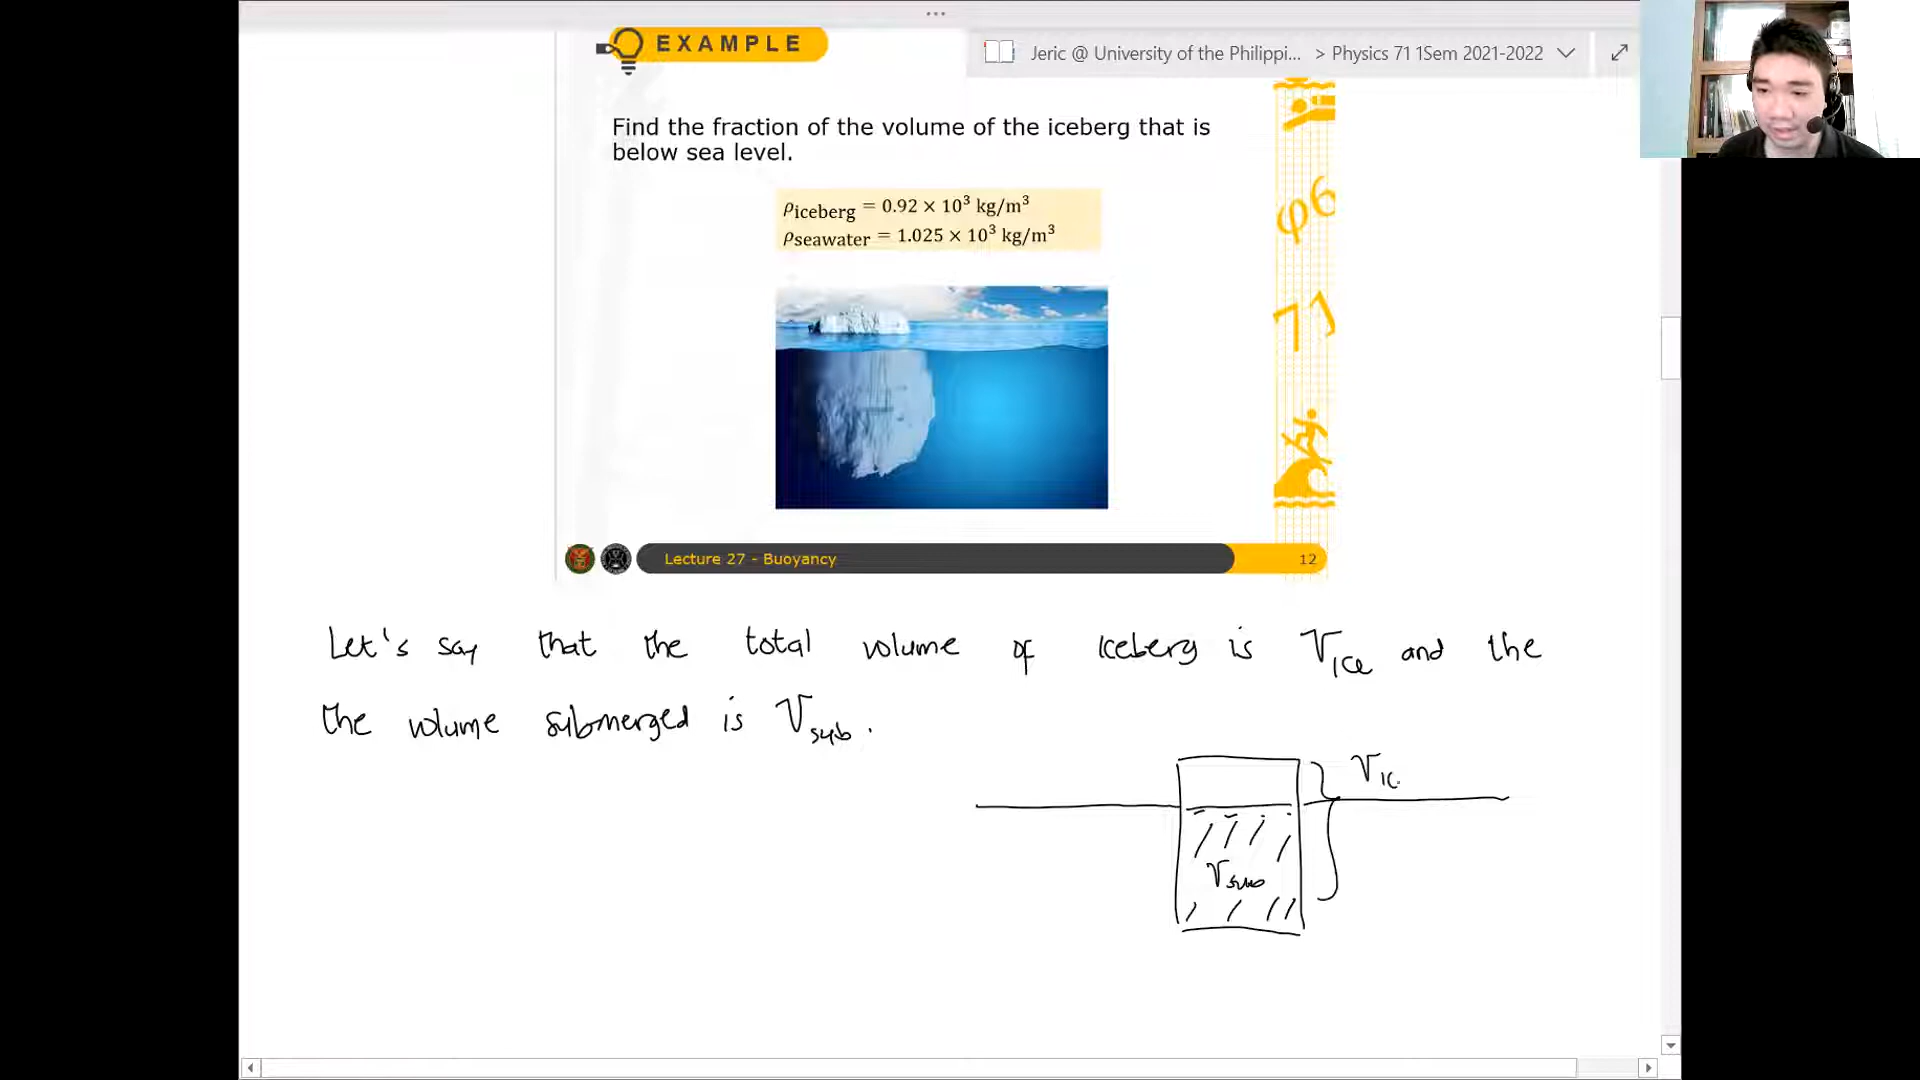 ...
EXAMPLE
Jeric @ University of the Philippi... > Physics 71 1Sem 2021-2022
Find the fraction of the volume of the iceberg that is
below sea level.
ρiceberg = 0.92 × 10³ kg/m³
ρseawater = 1.025 × 10³ kg/m³
φ6
71
Lecture 27 - Buoyancy
12
Let's say that the total volume of Iceberg is Vice and the
the volume submerged is Vsub.
Vic
Vsub